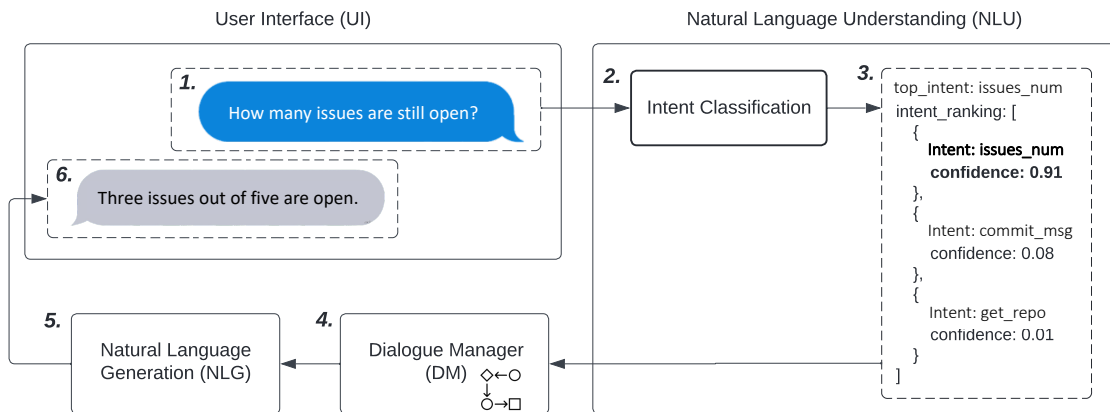 User Interface (UI)
Natural Language Understanding (NLU)
1.
How many issues are still open?
2.
Intent Classification
3.
top_intent: issues_num
intent_ranking: [
{
Intent: issues_num
confidence: 0.91
},
{
Intent: commit_msg
confidence: 0.08
},
{
Intent: get_repo
confidence: 0.01
}
]
6.
Three issues out of five are open.
5.
Natural Language
Generation (NLG)
4.
Dialogue Manager
(DM)